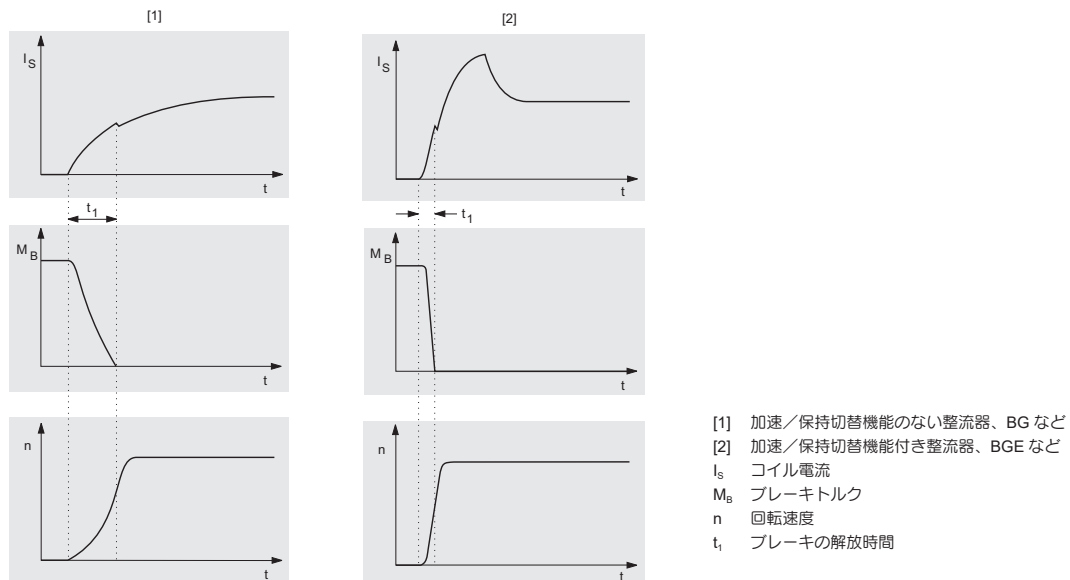 [1]
I_S
t
t_1
M_B
t
n
t
[2]
I_S
t
t_1
M_B
t
n
t
[1] 加速／保持切替機能のない整流器、BG など
[2] 加速／保持切替機能付き整流器、BGE など
I_S コイル電流
M_B ブレーキトルク
n 回転速度
t_1 ブレーキの解放時間